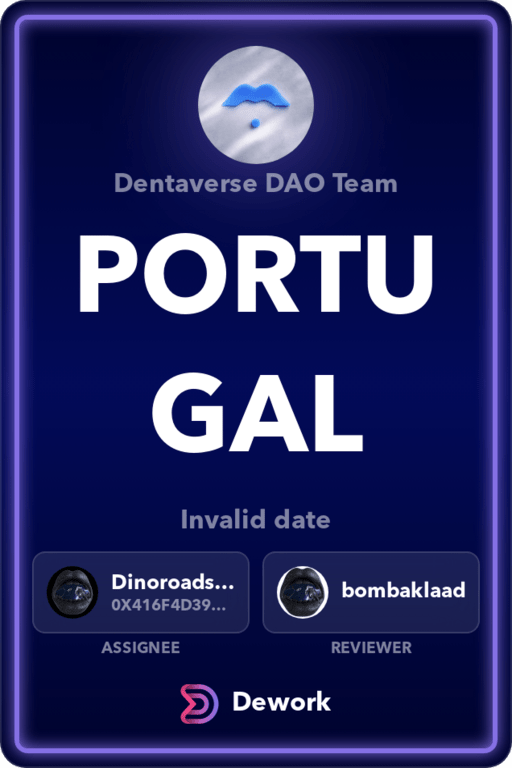 Dentaverse DAO Team
PORTU
GAL
Invalid date
Dinoroads...
0X416F4D39...
bombaklaad
ASSIGNEE
REVIEWER
Dework